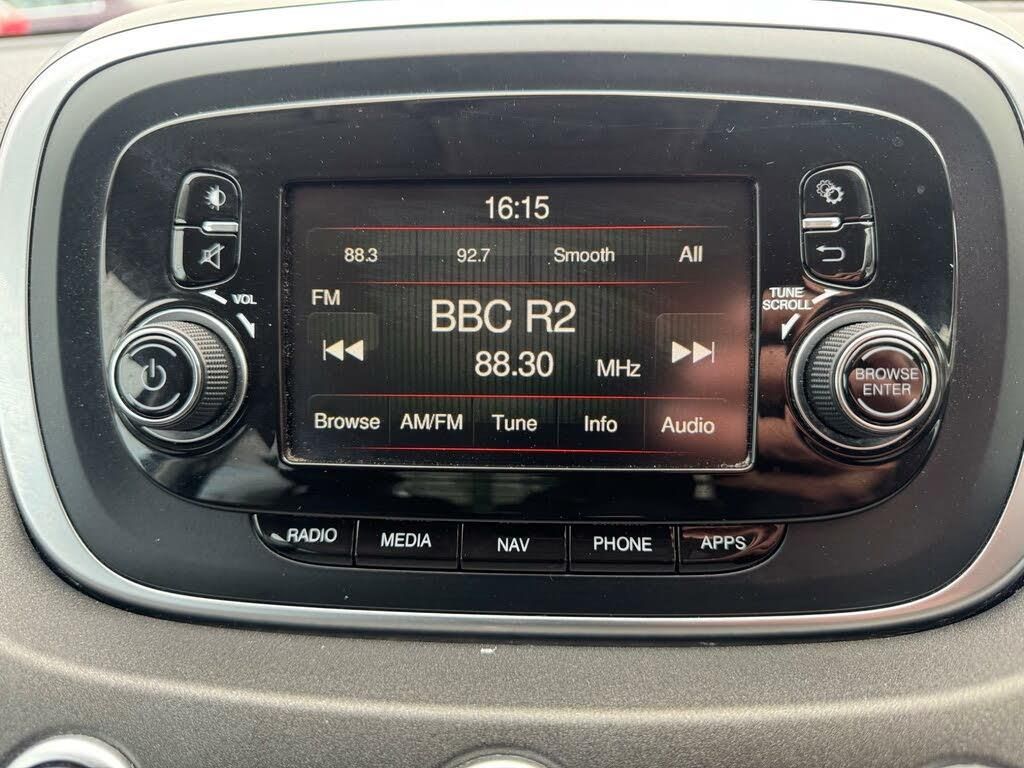 16:15
88.3 92.7 Smooth All
FM
BBC R2
88.30 MHz
Browse AM/FM Tune Info Audio
VOL
TUNE
SCROLL
BROWSE
ENTER
RADIO MEDIA NAV PHONE APPS